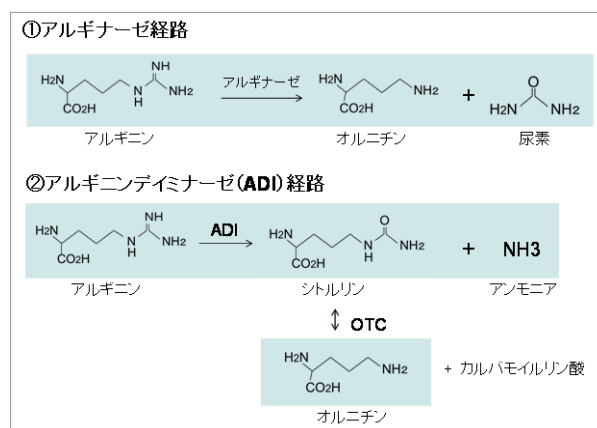 ①アルギナーゼ経路
H2N
CO2H
N
H
NH
NH2
アルギナーゼ
H2N
CO2H
NH2
+
O
H2N
NH2
アルギニン
オルニチン
尿素
②アルギニンデイミナーゼ(ADI)経路
H2N
CO2H
N
H
NH
NH2
ADI
H2N
CO2H
N
H
O
NH2
+
NH3
アルギニン
シトルリン
アンモニア
OTC
H2N
CO2H
NH2
+ カルバモイルリン酸
オルニチン